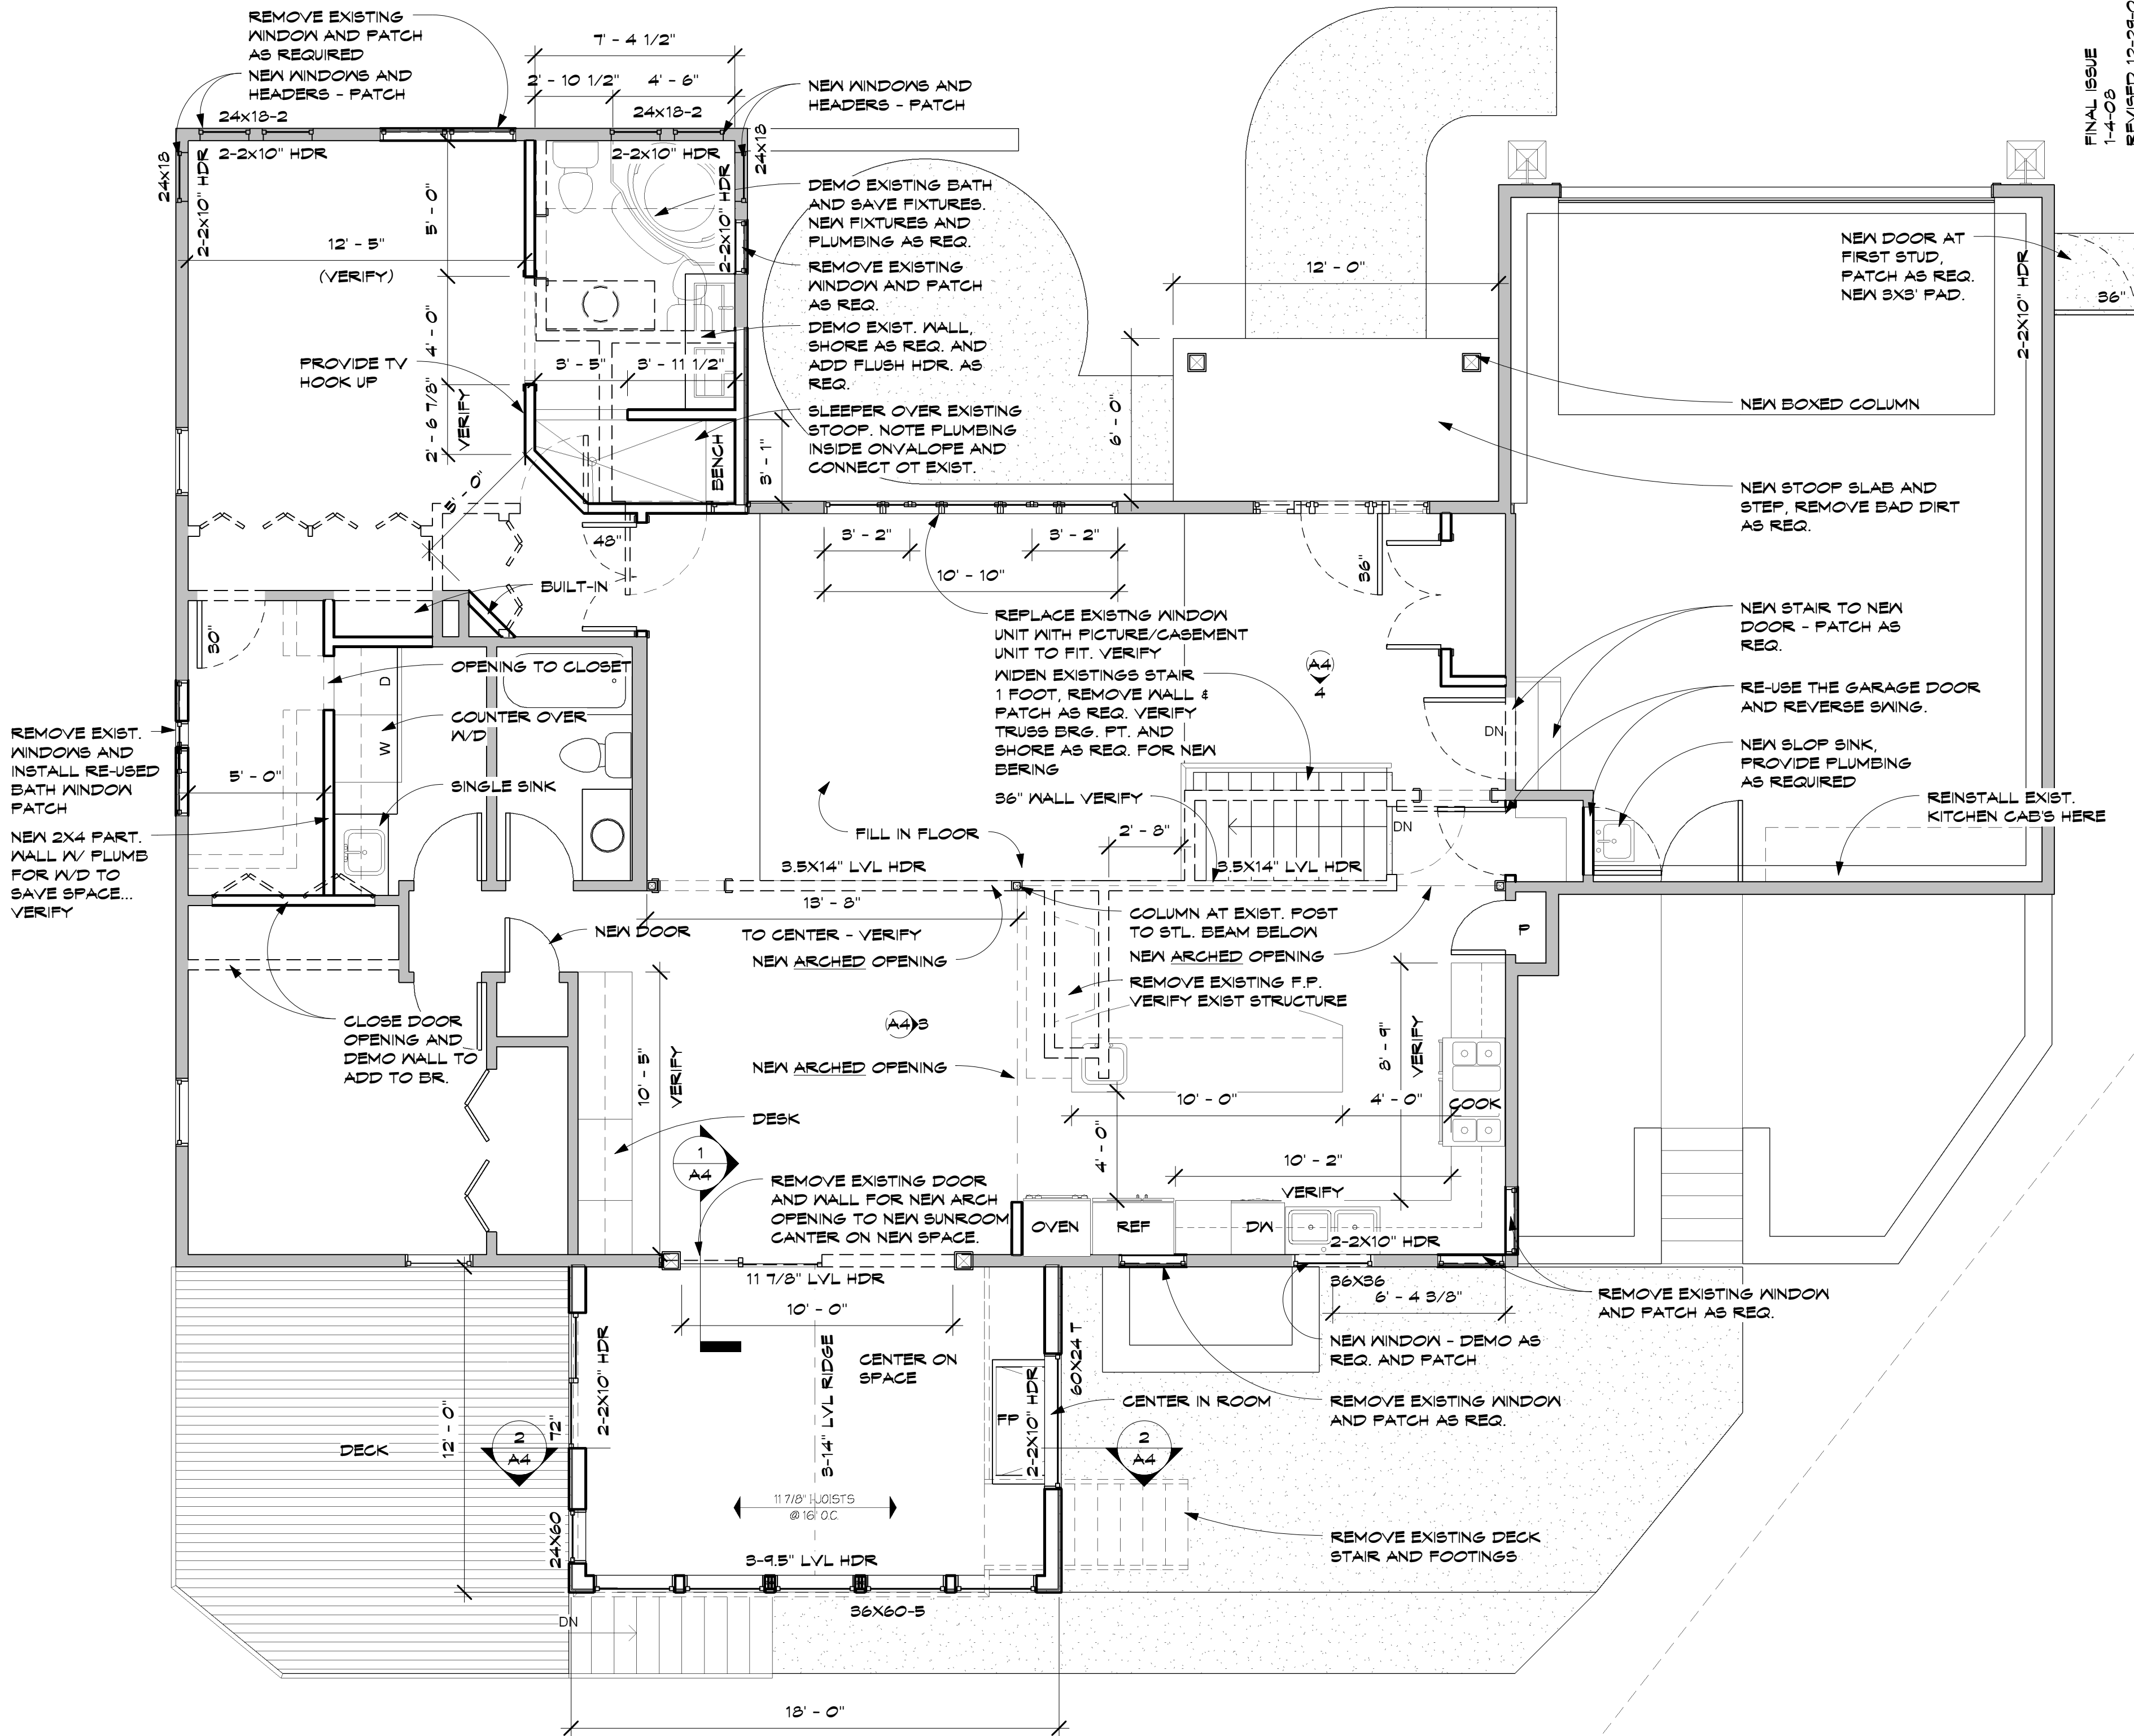 REMOVE EXISTING
WINDOW AND PATCH
AS REQUIRED
NEW WINDOWS AND
HEADERS - PATCH
24x18-2
7' - 4 1/2"
2' - 10 1/2"
4' - 6"
24x18-2
NEW WINDOWS AND
HEADERS - PATCH
FINAL ISSUE
1-4-08
24x18
2-2x10" HDR
2-2x10" HDR
2-2x10" HDR
2-2x10" HDR
24x18
12' - 5"
(VERIFY)
5' - 0"
4' - 0"
2' - 6 7/8"
VERIFY
PROVIDE TV
HOOK UP
3' - 5"
3' - 11 1/2"
BENCH
3' - 1"
5' - 0"
DEMO EXISTING BATH
AND SAVE FIXTURES.
NEW FIXTURES AND
PLUMBING AS REQ.
REMOVE EXISTING
WINDOW AND PATCH
AS REQ.
DEMO EXIST. WALL,
SHORE AS REQ. AND
ADD FLUSH HDR. AS
REQ.
SLEEPER OVER EXISTING
STOOP. NOTE PLUMBING
INSIDE ONVALOPE AND
CONNECT OT EXIST.
12' - 0"
6' - 0"
NEW DOOR AT
FIRST STUD,
PATCH AS REQ.
NEW 3X3' PAD.
2-2X10" HDR
36"
NEW BOXED COLUMN
NEW STOOP SLAB AND
STEP, REMOVE BAD DIRT
AS REQ.
NEW STAIR TO NEW
DOOR - PATCH AS
REQ.
RE-USE THE GARAGE DOOR
AND REVERSE SWING.
NEW SLOP SINK,
PROVIDE PLUMBING
AS REQUIRED
REINSTALL EXIST.
KITCHEN CAB'S HERE
48"
3' - 2"
3' - 2"
10' - 10"
36"
BUILT-IN
30"
OPENING TO CLOSET
D
COUNTER OVER
W/D
W
SINGLE SINK
5' - 0"
REMOVE EXIST.
WINDOWS AND
INSTALL RE-USED
BATH WINDOW
PATCH
NEW 2X4 PART.
WALL W/ PLUMB
FOR W/D TO
SAVE SPACE...
VERIFY
REPLACE EXISTNG WINDOW
UNIT WITH PICTURE/CASEMENT
UNIT TO FIT. VERIFY
WIDEN EXISTINGS STAIR
1 FOOT, REMOVE WALL &
PATCH AS REQ. VERIFY
TRUSS BRG. PT. AND
SHORE AS REQ. FOR NEW
BERING
36" WALL VERIFY
A4
4
DN
DN
FILL IN FLOOR
2' - 8"
3.5X14" LVL HDR
3.5X14" LVL HDR
13' - 8"
TO CENTER - VERIFY
NEW ARCHED OPENING
COLUMN AT EXIST. POST
TO STL. BEAM BELOW
NEW ARCHED OPENING
P
NEW DOOR
REMOVE EXISTING F.P.
VERIFY EXIST STRUCTURE
CLOSE DOOR
OPENING AND
DEMO WALL TO
ADD TO BR.
A4
3
10' - 5"
VERIFY
8' - 9"
VERIFY
NEW ARCHED OPENING
10' - 0"
4' - 0"
COOK
DESK
4' - 0"
1
A4
10' - 2"
VERIFY
REMOVE EXISTING DOOR
AND WALL FOR NEW ARCH
OPENING TO NEW SUNROOM
CANTER ON NEW SPACE.
OVEN
REF
DW
2-2X10" HDR
11 7/8" LVL HDR
10' - 0"
36X36
6' - 4 3/8"
REMOVE EXISTING WINDOW
AND PATCH AS REQ.
NEW WINDOW - DEMO AS
REQ. AND PATCH
2-2X10" HDR
3-14" LVL RIDGE
CENTER ON
SPACE
60X24 T
2-2X10" HDR
FP
CENTER IN ROOM
REMOVE EXISTING WINDOW
AND PATCH AS REQ.
DECK
12' - 0"
2
A4
72"
2
A4
11 7/8" I-JOISTS
@ 16" O.C.
24X60
REMOVE EXISTING DECK
STAIR AND FOOTINGS
3-9.5" LVL HDR
36X60-5
DN
18' - 0"